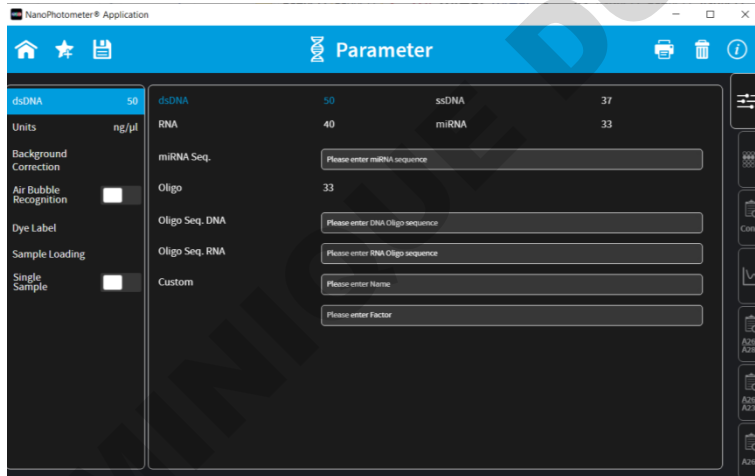 NanoPhotometer® Application
Parameter
dsDNA 50
Units ng/µl
Background
Correction
Air Bubble
Recognition
Dye Label
Sample Loading
Single
Sample
dsDNA 50 ssDNA 37
RNA 40 miRNA 33
miRNA Seq. Please enter miRNA sequence
Oligo 33
Oligo Seq. DNA Please enter DNA Oligo sequence
Oligo Seq. RNA Please enter RNA Oligo sequence
Custom Please enter Name
Please enter Factor